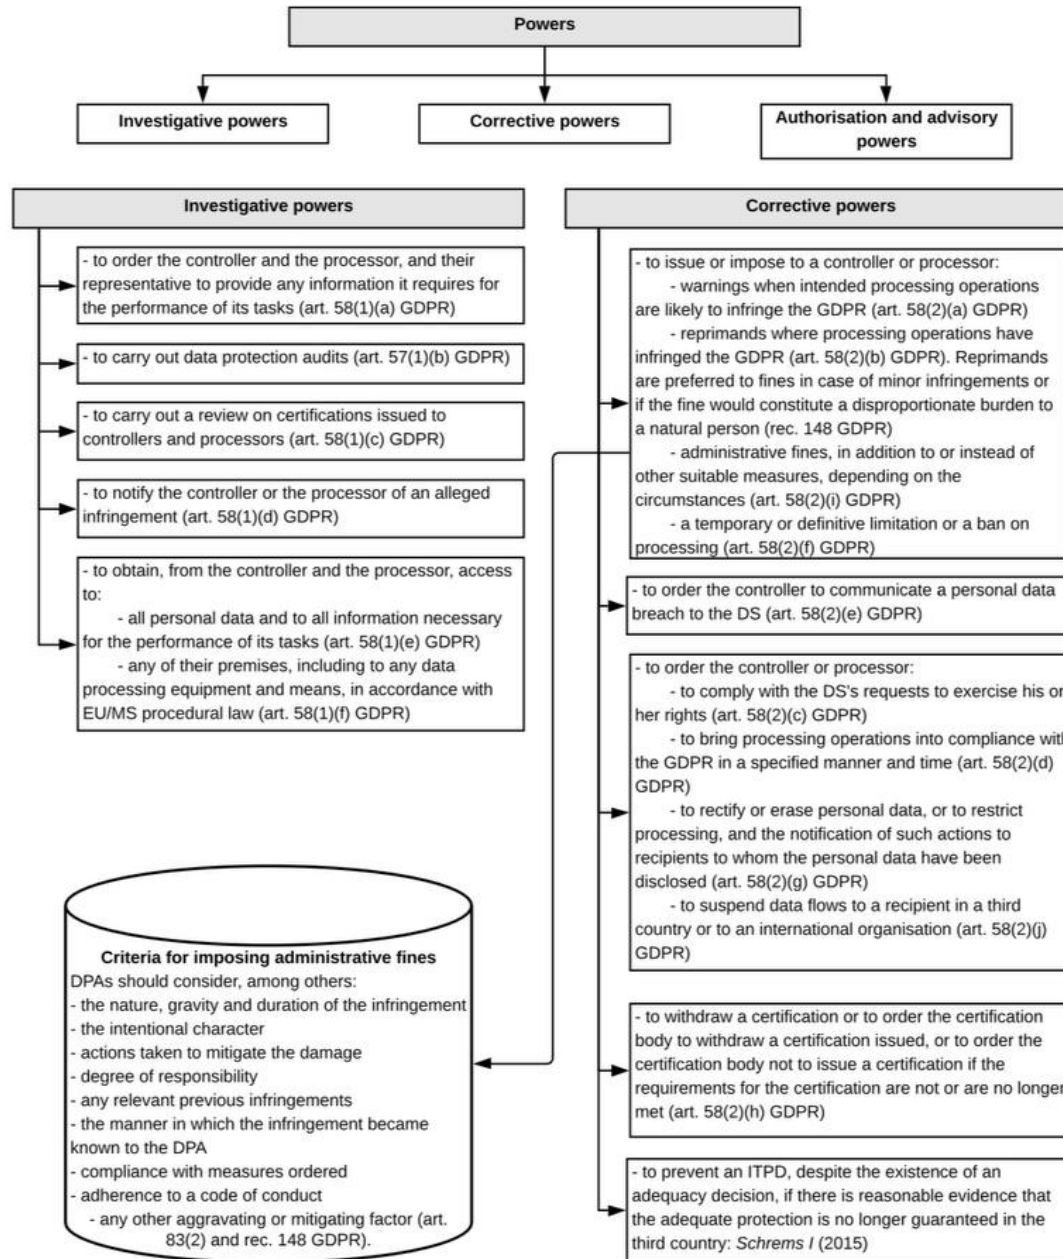 Powers
Investigative powers
Corrective powers
Authorisation and advisory
powers
Investigative powers
- to order the controller and the processor, and their
representative to provide any information it requires for
the performance of its tasks (art. 58(1)(a) GDPR)
- to carry out data protection audits (art. 57(1)(b) GDPR)
- to carry out a review on certifications issued to
controllers and processors (art. 58(1)(c) GDPR)
- to notify the controller or the processor of an alleged
infringement (art. 58(1)(d) GDPR)
- to obtain, from the controller and the processor, access
to:
- all personal data and to all information necessary
for the performance of its tasks (art. 58(1)(e) GDPR)
- any of their premises, including to any data
processing equipment and means, in accordance with
EU/MS procedural law (art. 58(1)(f) GDPR)
Corrective powers
- to issue or impose to a controller or processor:
- warnings when intended processing operations
are likely to infringe the GDPR (art. 58(2)(a) GDPR)
- reprimands where processing operations have
infringed the GDPR (art. 58(2)(b) GDPR). Reprimands
are preferred to fines in case of minor infringements or
if the fine would constitute a disproportionate burden to
a natural person (rec. 148 GDPR)
- administrative fines, in addition to or instead of
other suitable measures, depending on the
circumstances (art. 58(2)(i) GDPR)
- a temporary or definitive limitation or a ban on
processing (art. 58(2)(f) GDPR)
- to order the controller to communicate a personal data
breach to the DS (art. 58(2)(e) GDPR)
- to order the controller or processor:
- to comply with the DS's requests to exercise his or
her rights (art. 58(2)(c) GDPR)
- to bring processing operations into compliance with
the GDPR in a specified manner and time (art. 58(2)(d)
GDPR)
- to rectify or erase personal data, or to restrict
processing, and the notification of such actions to
recipients to whom the personal data have been
disclosed (art. 58(2)(g) GDPR)
- to suspend data flows to a recipient in a third
country or to an international organisation (art. 58(2)(j)
GDPR)
- to withdraw a certification or to order the certification
body to withdraw a certification issued, or to order the
certification body not to issue a certification if the
requirements for the certification are not or are no longer
met (art. 58(2)(h) GDPR)
- to prevent an ITPD, despite the existence of an
adequacy decision, if there is reasonable evidence that
the adequate protection is no longer guaranteed in the
third country: Schrems I (2015)
Criteria for imposing administrative fines
DPAs should consider, among others:
- the nature, gravity and duration of the infringement
- the intentional character
- actions taken to mitigate the damage
- degree of responsibility
- any relevant previous infringements
- the manner in which the infringement became
known to the DPA
- compliance with measures ordered
- adherence to a code of conduct
- any other aggravating or mitigating factor (art.
83(2) and rec. 148 GDPR).